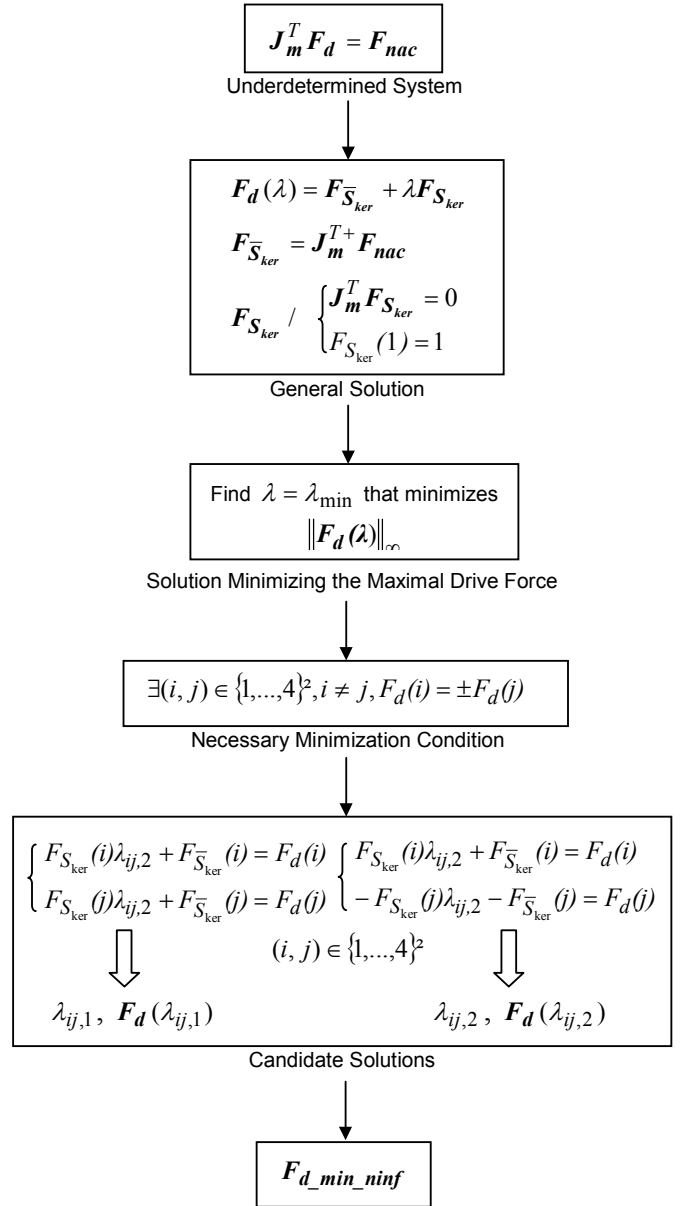 J_m^T F_d = F_nac
Underdetermined System
F_d(λ) = F_S̄ker + λF_Sker
F_S̄ker = J_m^T+ F_nac
F_Sker / { J_m^T F_Sker = 0
F_Sker(1) = 1
General Solution
Find λ = λ_min that minimizes
‖F_d(λ)‖_∞
Solution Minimizing the Maximal Drive Force
∃(i, j) ∈ {1,...,4}², i ≠ j, F_d(i) = ±F_d(j)
Necessary Minimization Condition
{ F_Sker(i)λ_ij,2 + F_S̄ker(i) = F_d(i) { F_Sker(i)λ_ij,2 + F_S̄ker(i) = F_d(i)
F_Sker(j)λ_ij,2 + F_S̄ker(j) = F_d(j) − F_Sker(j)λ_ij,2 − F_S̄ker(j) = F_d(j)
(i, j) ∈ {1,...,4}²
λ_ij,1 , F_d(λ_ij,1) λ_ij,2 , F_d(λ_ij,2)
Candidate Solutions
F_d_min_ninf